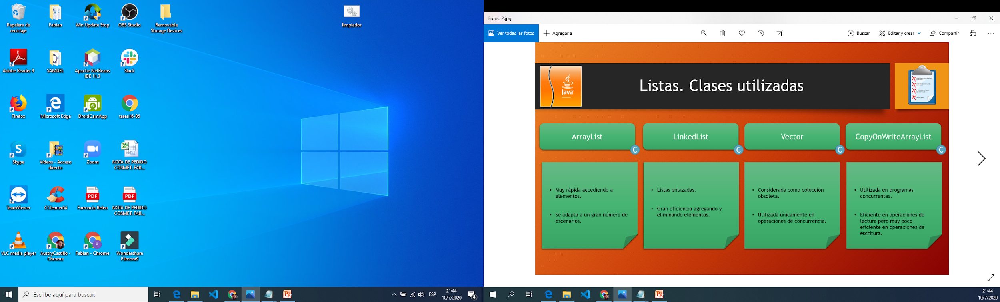 Papelera de
reciclaje
Fabian
Win Update Stop
OBS Studio
Removable
Storage Devices
limpiador
Adobe Reader 9
SAMUEL
Apache NetBeans
IDE 11.3
Slack
Firefox
Microsoft Edge
DroidCamApp
tarea16-06
Skype
Vídeos - Acceso
directo
Zoom
NOTA DE PEDIDO
COSMET. FAR...
TeamViewer
CCleaner64
PDF
Farmacia Belen
PDF
NOTA DE PEDIDO
COSMET. FAR...
VLC media player
AustryCastillo -
Chrome
F
Fabian - Chrome
Wondershare
Filmora9
Escribe aquí para buscar.
ESP
21:44
10/7/2020
4
Fotos: 2.jpg
Ver todas las fotos
Agregar a
Buscar
Editar y crear
Compartir
Java
Listas. Clases utilizadas
ArrayList
C
LinkedList
C
Vector
C
CopyOnWriteArrayList
C
• Muy rápida accediendo a
elementos.
• Se adapta a un gran número de
escenarios.
• Listas enlazadas.
• Gran eficiencia agregando y
eliminando elementos.
• Considerada como colección
obsoleta.
• Utilizada únicamente en
operaciones de concurrencia.
• Utilizada en programas
concurrentes.
• Eficiente en operaciones de
lectura pero muy poco
eficiente en operaciones de
escritura.
21:44
10/7/2020